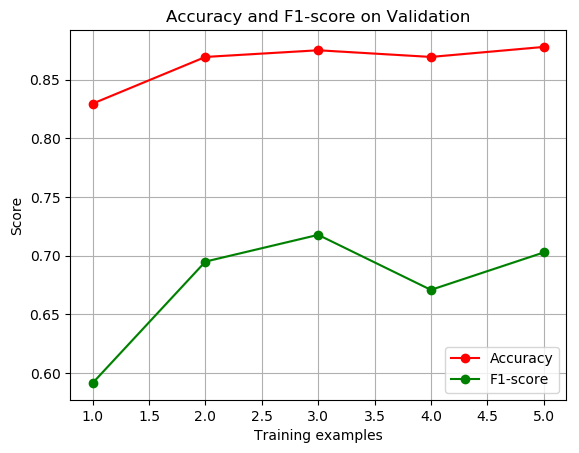 Accuracy and F1-score on Validation
Score
0.85
0.80
0.75
0.70
0.65
0.60
Accuracy
F1-score
1.0 1.5 2.0 2.5 3.0 3.5 4.0 4.5 5.0
Training examples